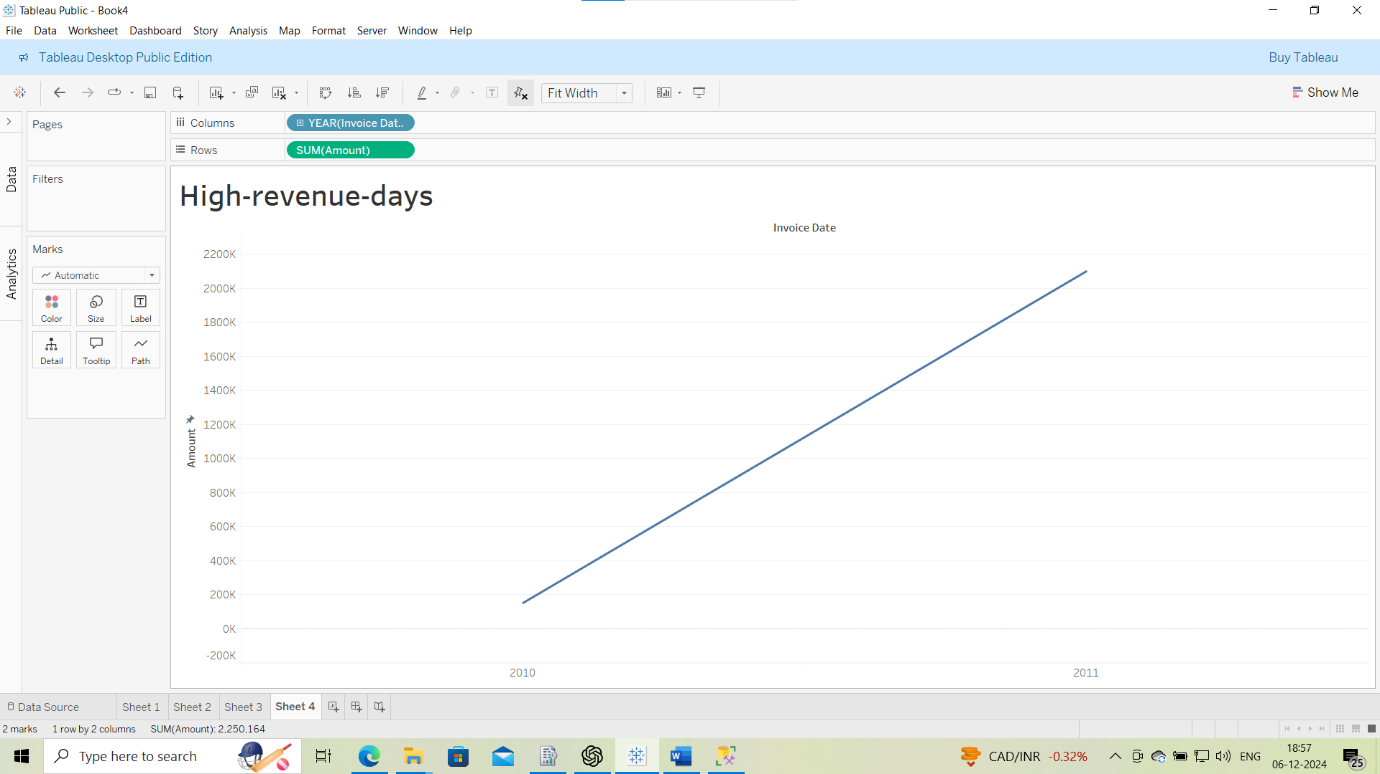 Tableau Public - Book4
File Data Worksheet Dashboard Story Analysis Map Format Server Window Help
Tableau Desktop Public Edition
Buy Tableau
Fit Width
Show Me
Data
Analytics
Pages
Filters
Marks
Automatic
Color Size Label
Detail Tooltip Path
Columns
YEAR(Invoice Dat..
Rows
SUM(Amount)
High-revenue-days
Invoice Date
Amount
2200K
2000K
1800K
1600K
1400K
1200K
1000K
800K
600K
400K
200K
0K
-200K
2010 2011
Data Source Sheet 1 Sheet 2 Sheet 3 Sheet 4
2 marks 1 row by 2 columns SUM(Amount): 2.250.164
Type here to search
CAD/INR -0.32%
ENG
18:57
06-12-2024
25